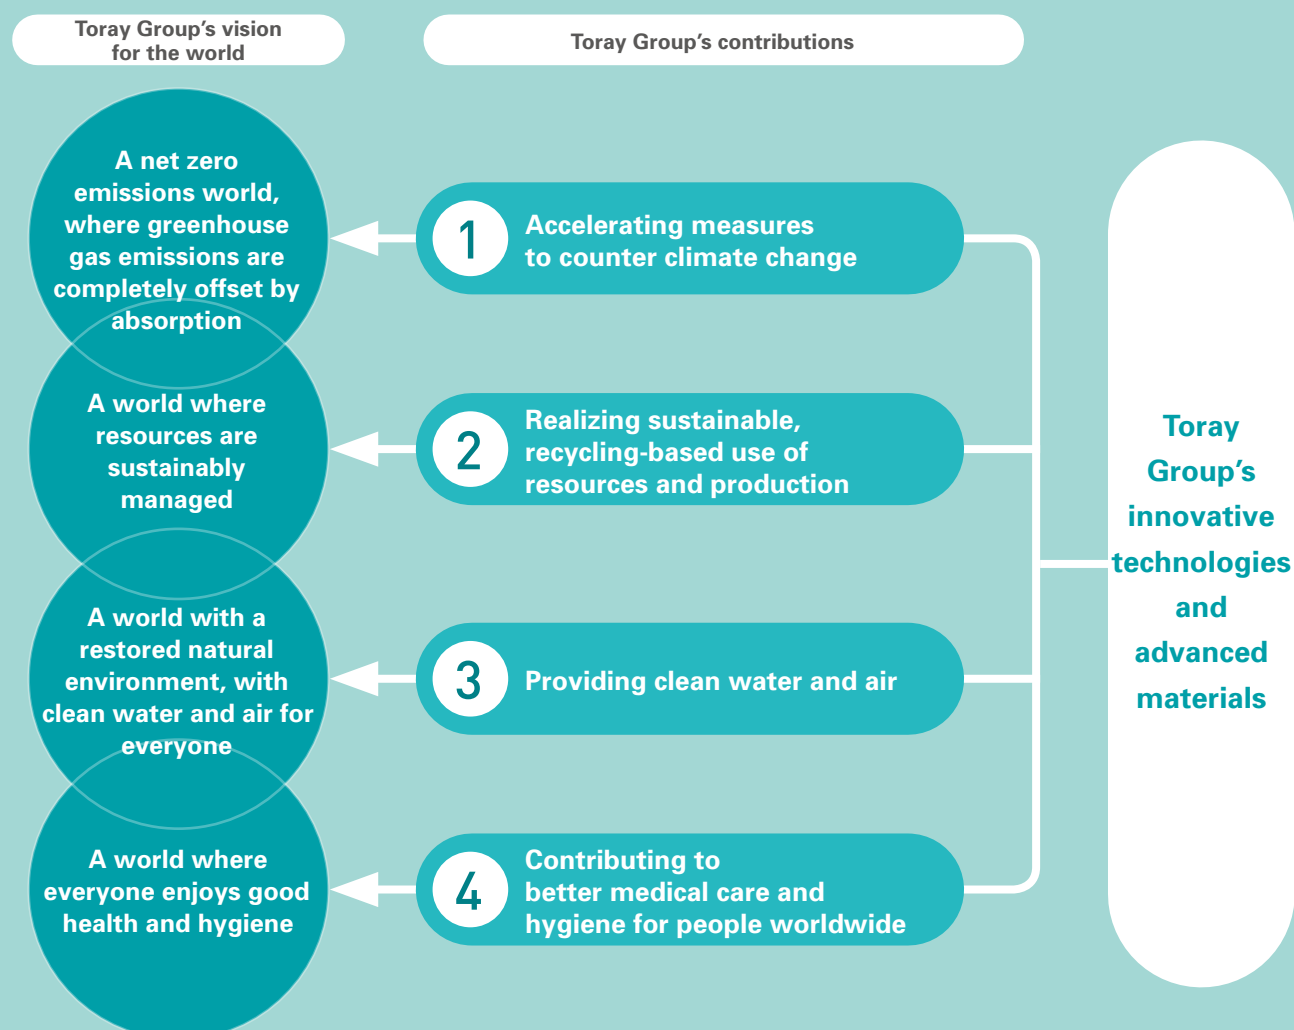 Toray Group's vision
for the world
Toray Group's contributions
A net zero
emissions world,
where greenhouse
gas emissions are
completely offset by
absorption
1
Accelerating measures
to counter climate change
A world where
resources are
sustainably
managed
2
Realizing sustainable,
recycling-based use of
resources and production
A world with a
restored natural
environment, with
clean water and air for
everyone
3
Providing clean water and air
A world where
everyone enjoys good
health and hygiene
4
Contributing to
better medical care and
hygiene for people worldwide
Toray
Group's
innovative
technologies
and
advanced
materials